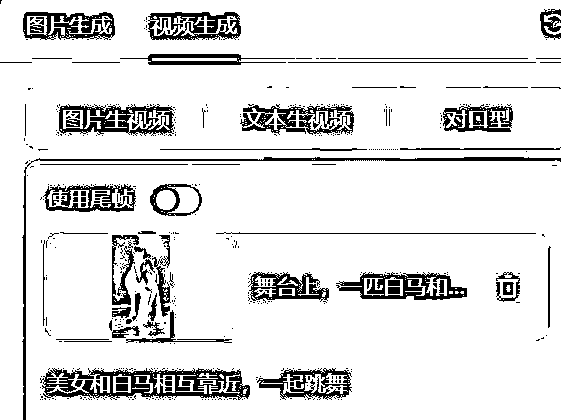 图片生成 视频生成
图片生视频 文本生视频 对口型
使用尾帧
舞台上，一匹白马和...
美女和白马相互靠近，一起跳舞